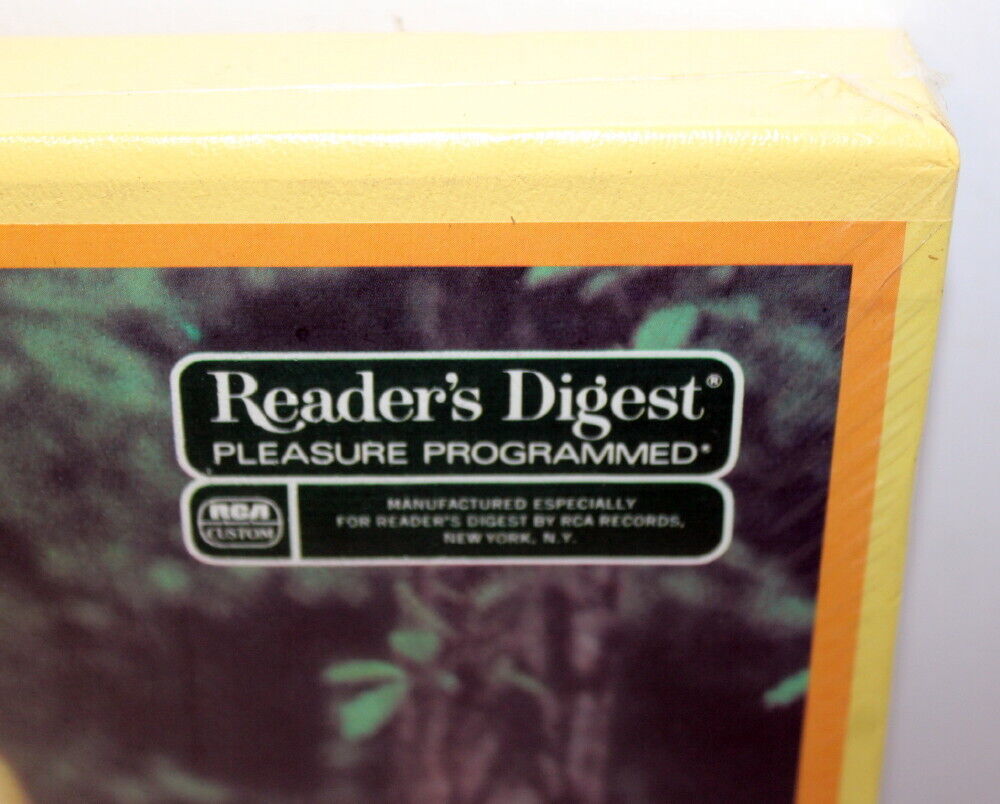 Reader's Digest®
PLEASURE PROGRAMMED®
RCA
CUSTOM
MANUFACTURED ESPECIALLY
FOR READER'S DIGEST BY RCA RECORDS,
NEW YORK, N.Y.